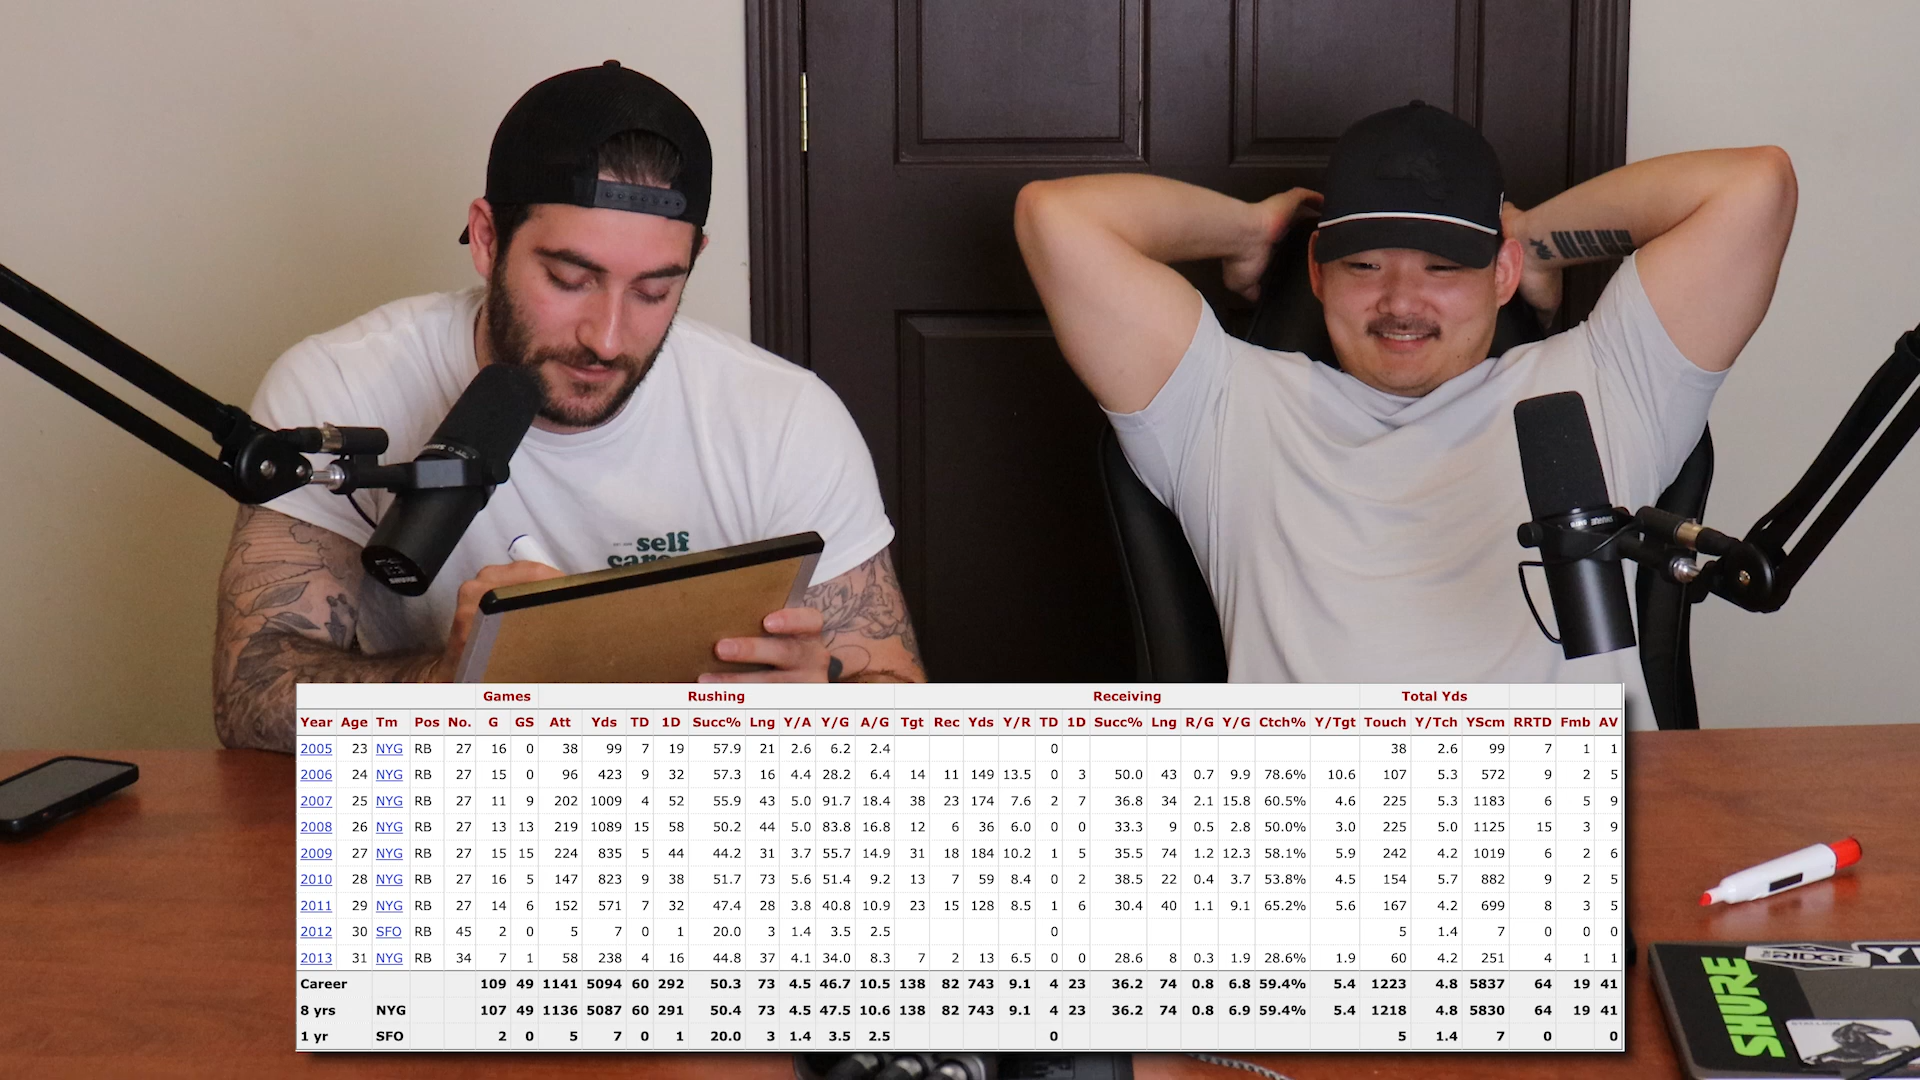 self
SHURE
RIDGE
Games Rushing Receiving Total Yds
Year Age Tm Pos No. G GS Att Yds TD 1D Succ% Lng Y/A Y/G A/G Tgt Rec Yds Y/R TD 1D Succ% Lng R/G Y/G Ctch% Y/Tgt Touch Y/Tch YScm RRTD Fmb AV
2005 23 NYG RB 27 16 0 38 99 7 19 57.9 21 2.6 6.2 2.4 0 38 2.6 99 7 1 1
2006 24 NYG RB 27 15 0 96 423 9 32 57.3 16 4.4 28.2 6.4 14 11 149 13.5 0 3 50.0 43 0.7 9.9 78.6% 10.6 107 5.3 572 9 2 5
2007 25 NYG RB 27 11 9 202 1009 4 52 55.9 43 5.0 91.7 18.4 38 23 174 7.6 2 7 36.8 34 2.1 15.8 60.5% 4.6 225 5.3 1183 6 5 9
2008 26 NYG RB 27 13 13 219 1089 15 58 50.2 44 5.0 83.8 16.8 12 6 36 6.0 0 0 33.3 9 0.5 2.8 50.0% 3.0 225 5.0 1125 15 3 9
2009 27 NYG RB 27 15 15 224 835 5 44 44.2 31 3.7 55.7 14.9 31 18 184 10.2 1 5 35.5 74 1.2 12.3 58.1% 5.9 242 4.2 1019 6 2 6
2010 28 NYG RB 27 16 5 147 823 9 38 51.7 73 5.6 51.4 9.2 13 7 59 8.4 0 2 38.5 22 0.4 3.7 53.8% 4.5 154 5.7 882 9 2 5
2011 29 NYG RB 27 14 6 152 571 7 32 47.4 28 3.8 40.8 10.9 23 15 128 8.5 1 6 30.4 40 1.1 9.1 65.2% 5.6 167 4.2 699 8 3 5
2012 30 SFO RB 45 2 0 5 7 0 1 20.0 3 1.4 3.5 2.5 0 5 1.4 7 0 0 0
2013 31 NYG RB 34 7 1 58 238 4 16 44.8 37 4.1 34.0 8.3 7 2 13 6.5 0 0 28.6 8 0.3 1.9 28.6% 1.9 60 4.2 251 4 1 1
Career 109 49 1141 5094 60 292 50.3 73 4.5 46.7 10.5 138 82 743 9.1 4 23 36.2 74 0.8 6.8 59.4% 5.4 1223 4.8 5837 64 19 41
8 yrs NYG 107 49 1136 5087 60 291 50.4 73 4.5 47.5 10.6 138 82 743 9.1 4 23 36.2 74 0.8 6.9 59.4% 5.4 1218 4.8 5830 64 19 41
1 yr SFO 2 0 5 7 0 1 20.0 3 1.4 3.5 2.5 0 5 1.4 7 0 0 0